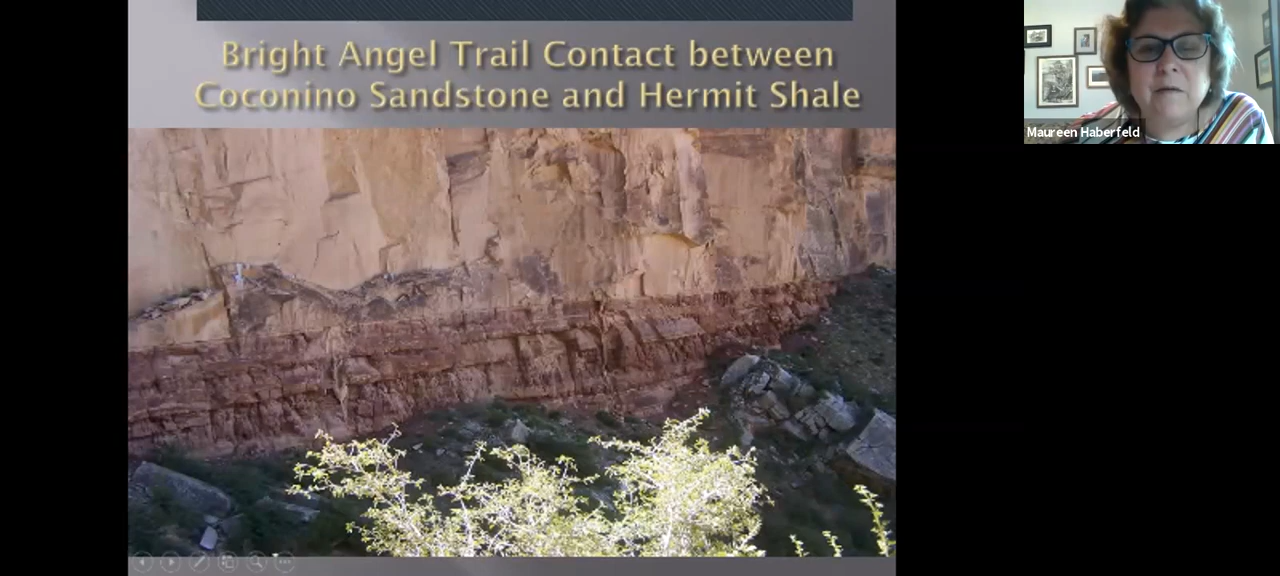 Bright Angel Trail Contact between
Coconino Sandstone and Hermit Shale
Maureen Haberfeld